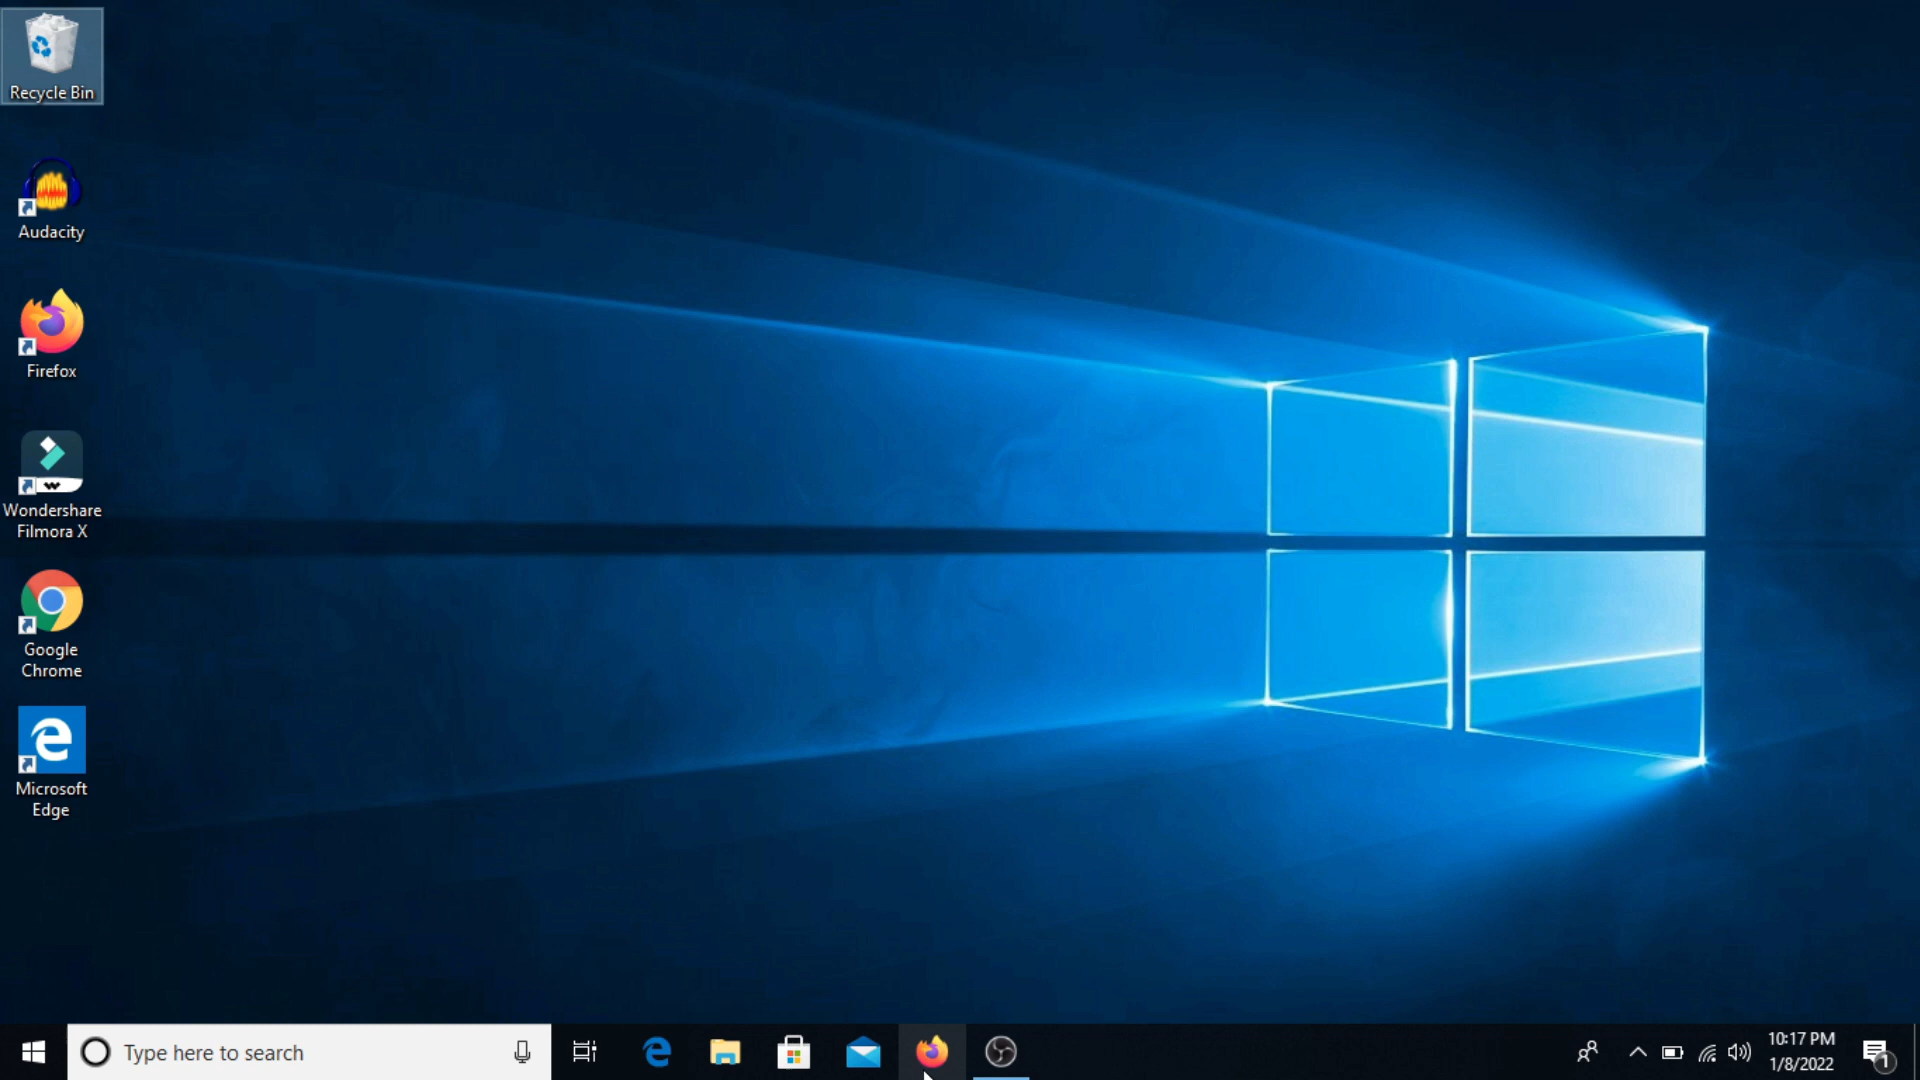 Recycle Bin
Audacity
Firefox
Wondershare
Filmora X
Google
Chrome
Microsoft
Edge
Type here to search
10:17 PM
1/8/2022
1